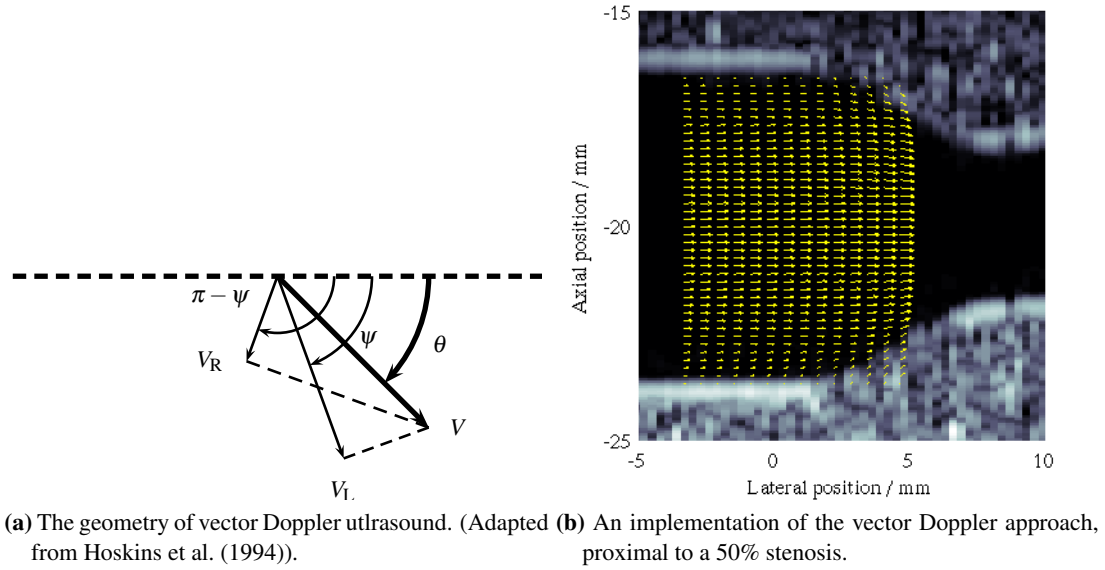 π − ψ
ψ
θ
V_R
V
V_L
-15
-20
-25
Axial position / mm
-5 0 5 10
Lateral position / mm
(a) The geometry of vector Doppler utlrasound. (Adapted
from Hoskins et al. (1994)).
(b) An implementation of the vector Doppler approach,
proximal to a 50% stenosis.